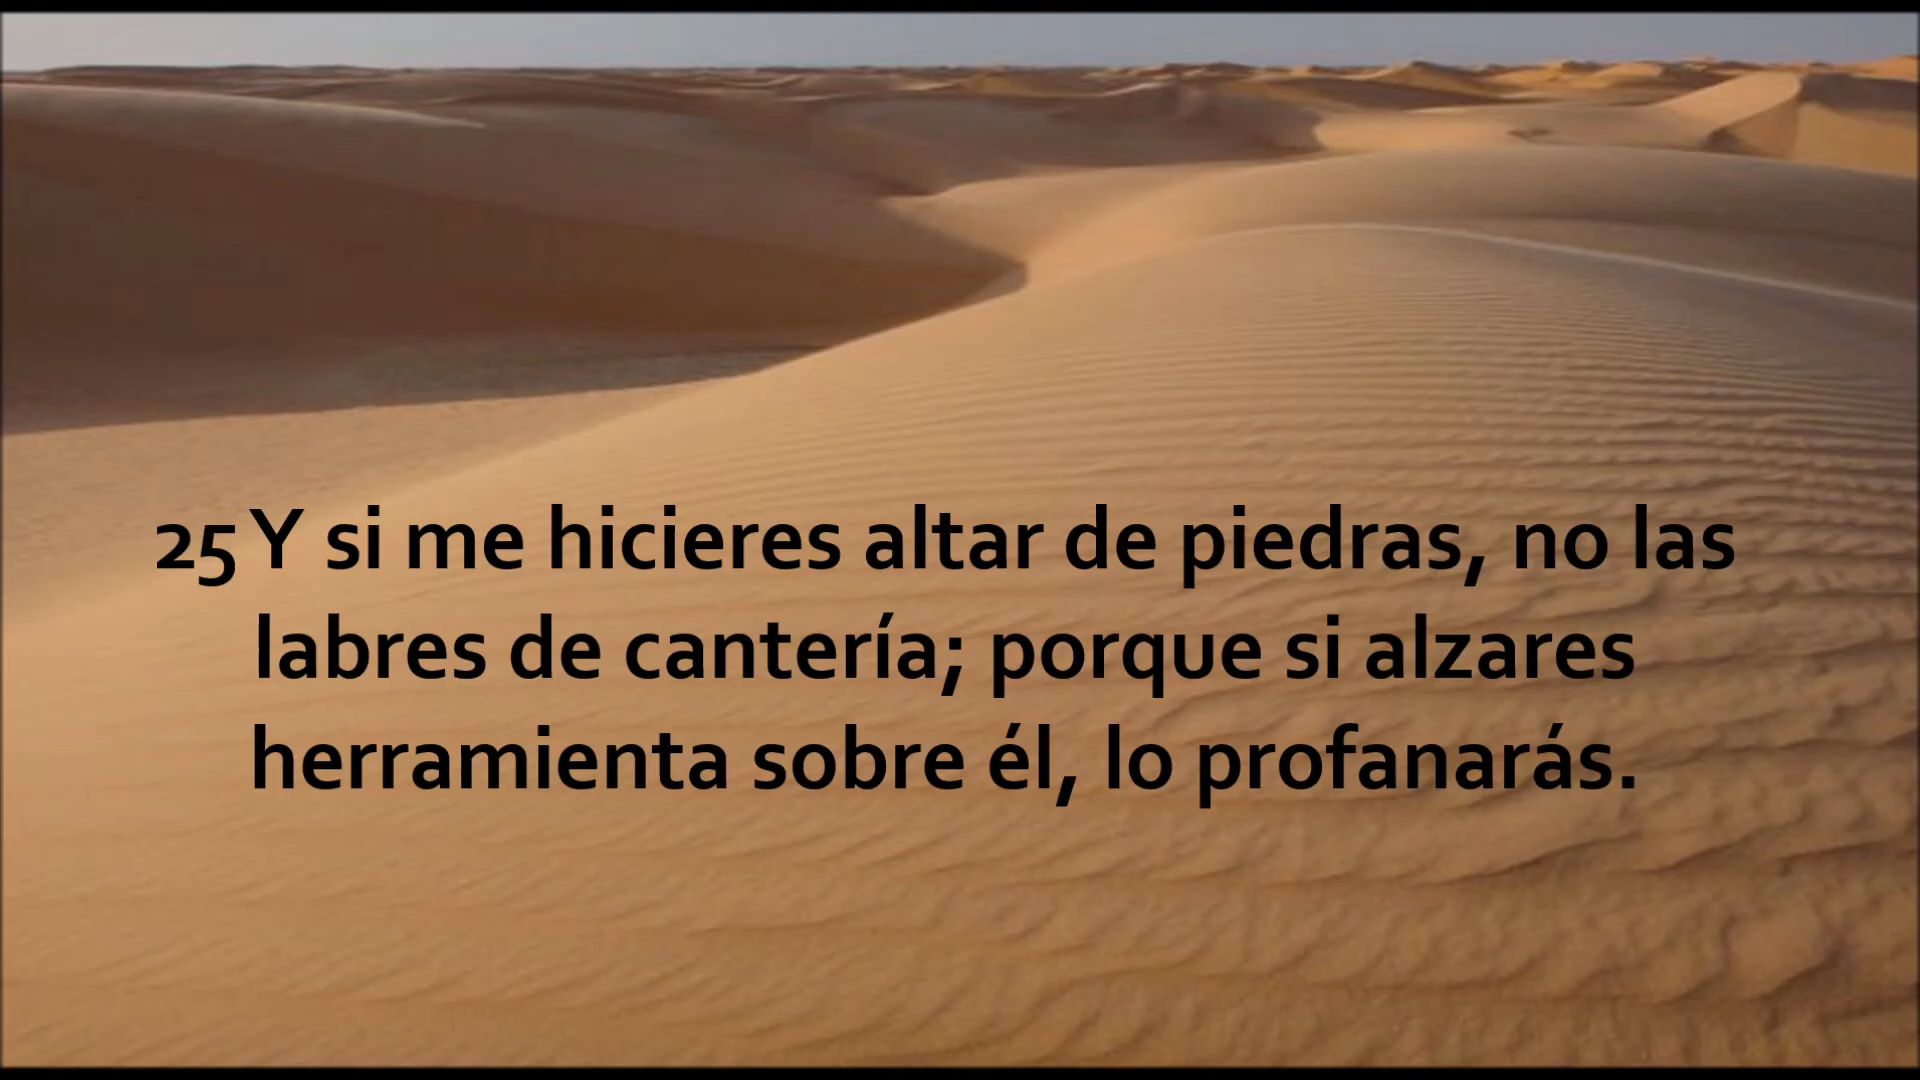 25 Y si me hicieres altar de piedras, no las
labres de cantería; porque si alzares
herramienta sobre él, lo profanarás.